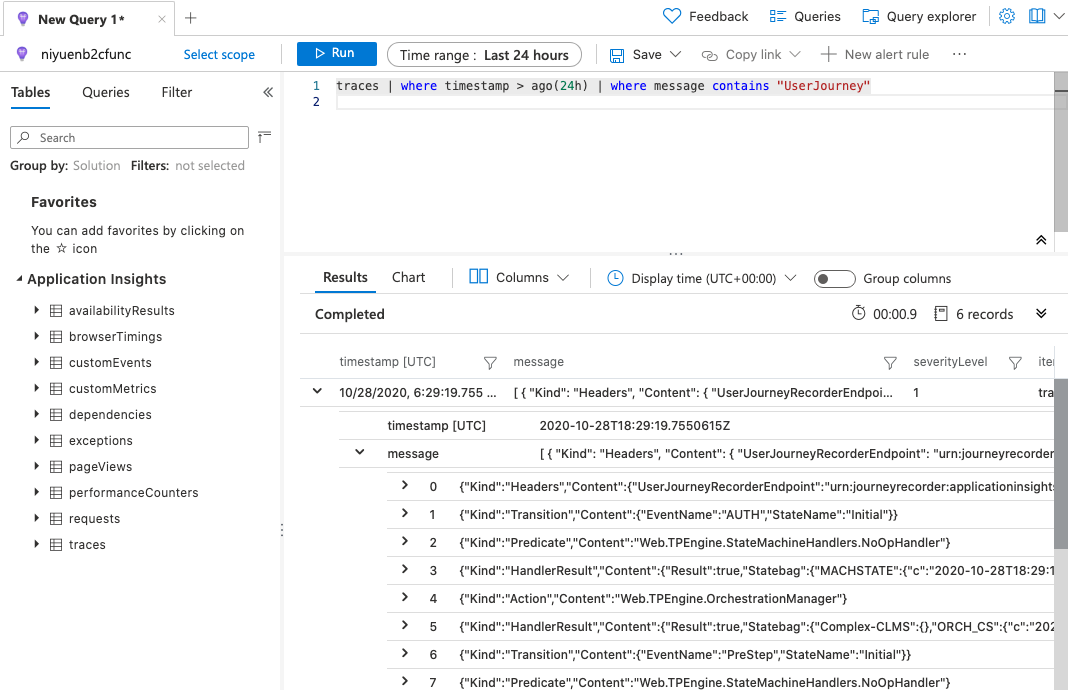 New Query 1*
Feedback Queries Query explorer
niyuenb2cfunc Select scope Run Time range : Last 24 hours Save Copy link New alert rule ...
Tables Queries Filter
1 traces | where timestamp > ago(24h) | where message contains "UserJourney"
2
Search
Group by: Solution Filters: not selected
Favorites
You can add favorites by clicking on
the ☆ icon
Application Insights
availabilityResults
browserTimings
customEvents
customMetrics
dependencies
exceptions
pageViews
performanceCounters
requests
traces
Results Chart Columns Display time (UTC+00:00) Group columns
Completed 00:00.9 6 records
timestamp [UTC] message severityLevel
10/28/2020, 6:29:19.755 ... [ { "Kind": "Headers", "Content": { "UserJourneyRecorderEndpoi... 1 tra
timestamp [UTC] 2020-10-28T18:29:19.7550615Z
message [ { "Kind": "Headers", "Content": { "UserJourneyRecorderEndpoint": "urn:journeyrecorder
0 {"Kind":"Headers","Content":{"UserJourneyRecorderEndpoint":"urn:journeyrecorder:applicationinsights
1 {"Kind":"Transition","Content":{"EventName":"AUTH","StateName":"Initial"}}
2 {"Kind":"Predicate","Content":"Web.TPEngine.StateMachineHandlers.NoOpHandler"}
3 {"Kind":"HandlerResult","Content":{"Result":true,"Statebag":{"MACHSTATE":{"c":"2020-10-28T18:29:1
4 {"Kind":"Action","Content":"Web.TPEngine.OrchestrationManager"}
5 {"Kind":"HandlerResult","Content":{"Result":true,"Statebag":{"Complex-CLMS":{},"ORCH_CS":{"c":"202
6 {"Kind":"Transition","Content":{"EventName":"PreStep","StateName":"Initial"}}
7 {"Kind":"Predicate","Content":"Web.TPEngine.StateMachineHandlers.NoOpHandler"}